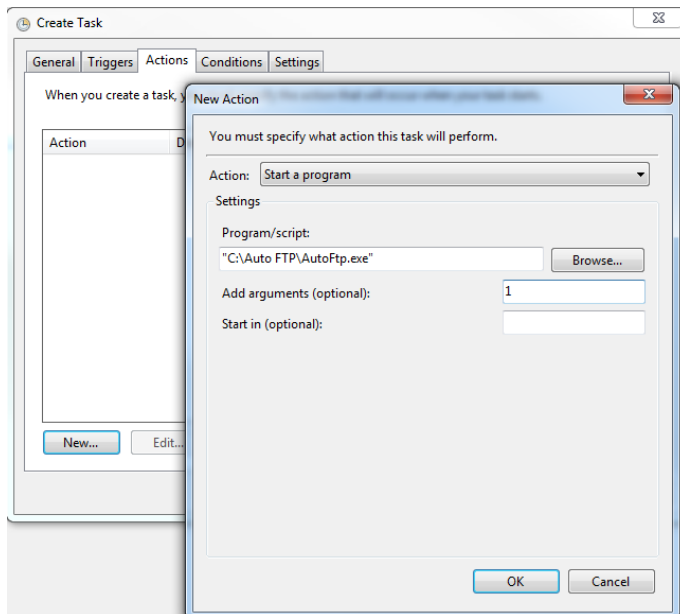 Create Task
General Triggers Actions Conditions Settings
When you create a task, y
Action D
New... Edit...
New Action
You must specify what action this task will perform.
Action: Start a program
Settings
Program/script:
"C:\Auto FTP\AutoFtp.exe" Browse...
Add arguments (optional): 1
Start in (optional):
OK Cancel